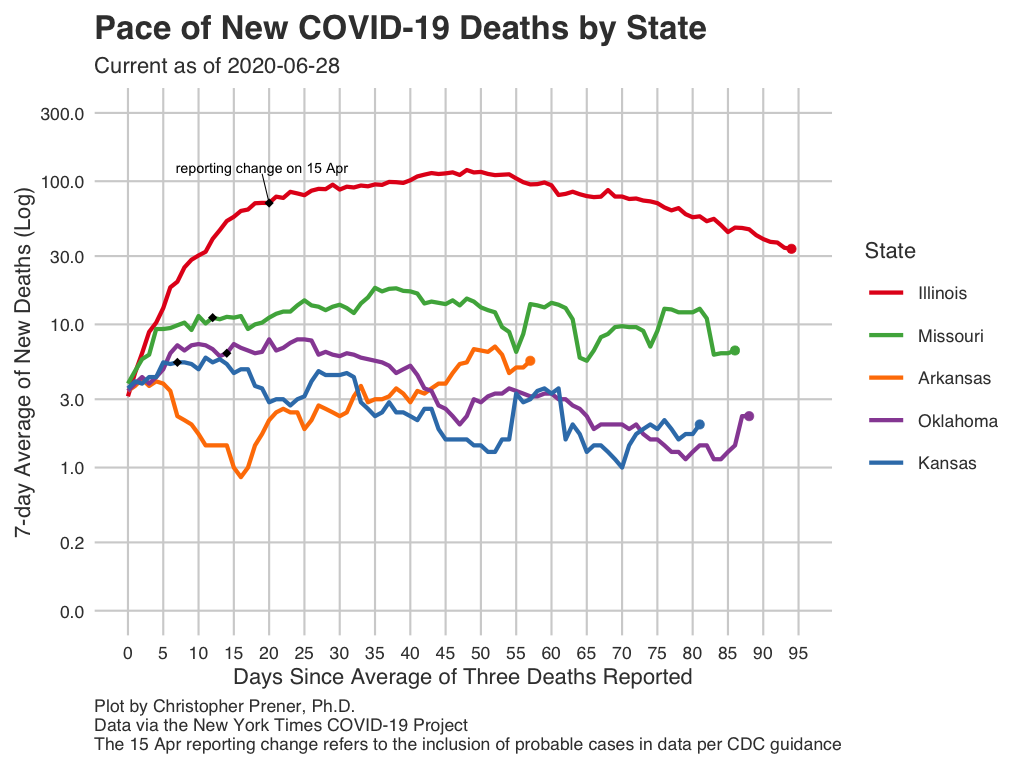 Pace of New COVID-19 Deaths by State
Current as of 2020-06-28
300.0
100.0
30.0
10.0
3.0
1.0
0.2
0.0
7-day Average of New Deaths (Log)
reporting change on 15 Apr
0 5 10 15 20 25 30 35 40 45 50 55 60 65 70 75 80 85 90 95
Days Since Average of Three Deaths Reported
State
Illinois
Missouri
Arkansas
Oklahoma
Kansas
Plot by Christopher Prener, Ph.D.
Data via the New York Times COVID-19 Project
The 15 Apr reporting change refers to the inclusion of probable cases in data per CDC guidance